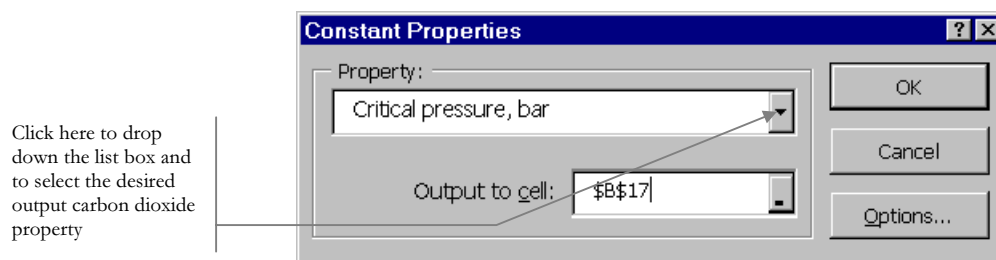 Constant Properties
Property:
Critical pressure, bar
OK
Click here to drop
down the list box and
to select the desired
output carbon dioxide
property
Cancel
Output to cell:
$B$17
Options...